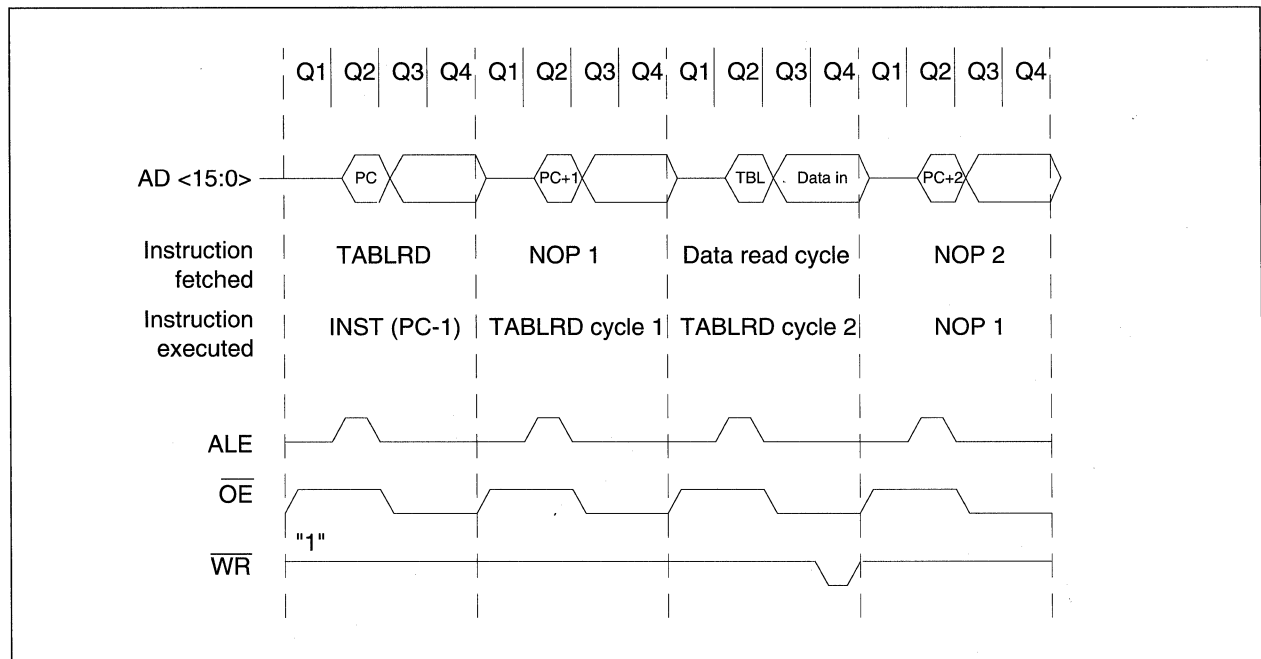 Q1 Q2 Q3 Q4 Q1 Q2 Q3 Q4 Q1 Q2 Q3 Q4 Q1 Q2 Q3 Q4
AD <15:0> PC PC+1 TBL Data in PC+2
Instruction fetched TABLRD NOP 1 Data read cycle NOP 2
Instruction executed INST (PC-1) TABLRD cycle 1 TABLRD cycle 2 NOP 1
ALE
OE
"1"
WR